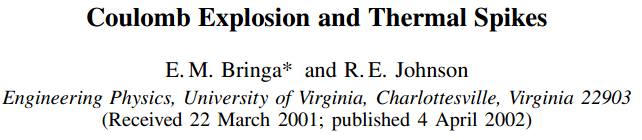 Coulomb Explosion and Thermal Spikes
E. M. Bringa* and R. E. Johnson
Engineering Physics, University of Virginia, Charlottesville, Virginia 22903
(Received 22 March 2001; published 4 April 2002)